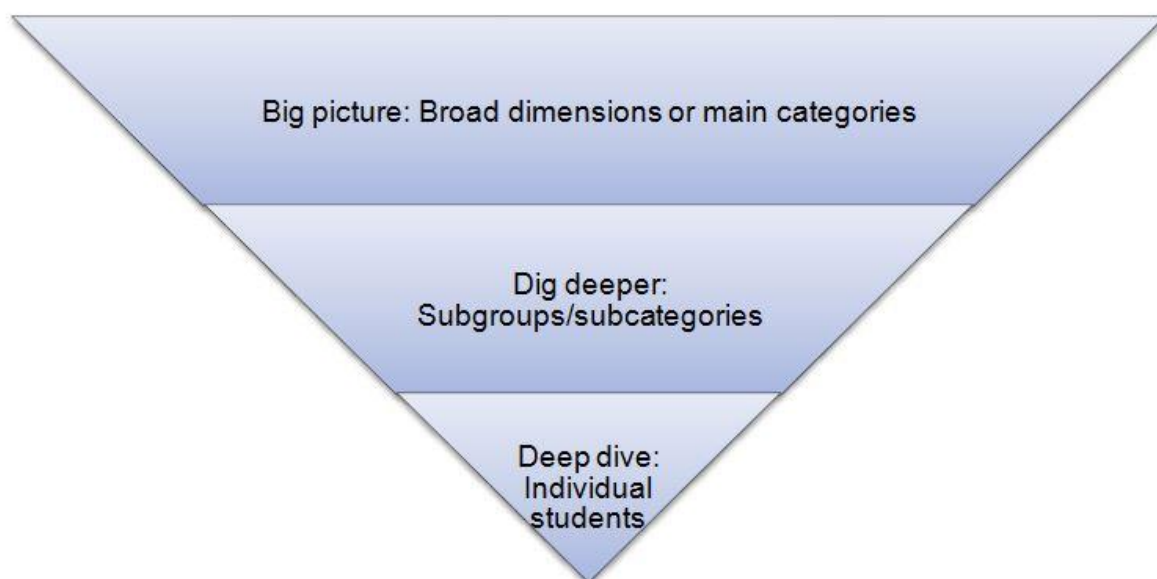 Big picture: Broad dimensions or main categories
Dig deeper:
Subgroups/subcategories
Deep dive:
Individual
students